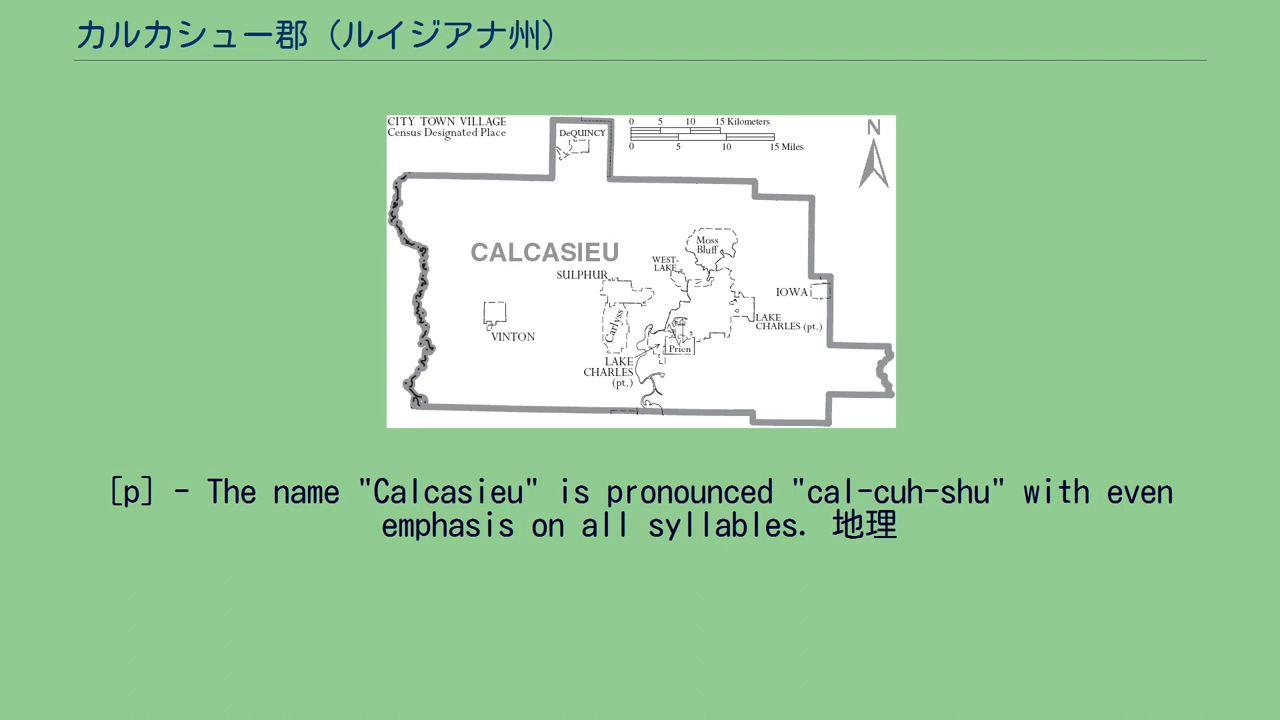 カルカシュー郡（ルイジアナ州）
CITY TOWN VILLAGE
Census Designated Place
DeQUINCY
0 5 10 15 Kilometers
0 5 10 15 Miles
N
CALCASIEU
Moss
Bluff
WEST-
LAKE
SULPHUR
IOWA
VINTON
Carlyss
LAKE
CHARLES (pt.)
Prien
LAKE
CHARLES
(pt.)
[p] - The name "Calcasieu" is pronounced "cal-cuh-shu" with even
emphasis on all syllables. 地理